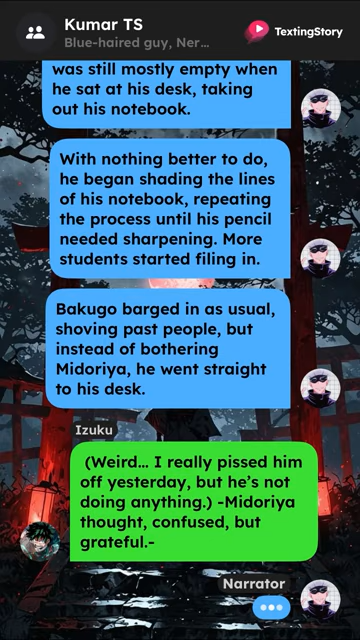 Kumar TS
Blue-haired guy, Ner...
TextingStory
was still mostly empty when
he sat at his desk, taking
out his notebook.
With nothing better to do,
he began shading the lines
of his notebook, repeating
the process until his pencil
needed sharpening. More
students started filing in.
Bakugo barged in as usual,
shoving past people, but
instead of bothering
Midoriya, he went straight
to his desk.
Izuku
(Weird... I really pissed him
off yesterday, but he's not
doing anything.) -Midoriya
thought, confused, but
grateful.-
Narrator